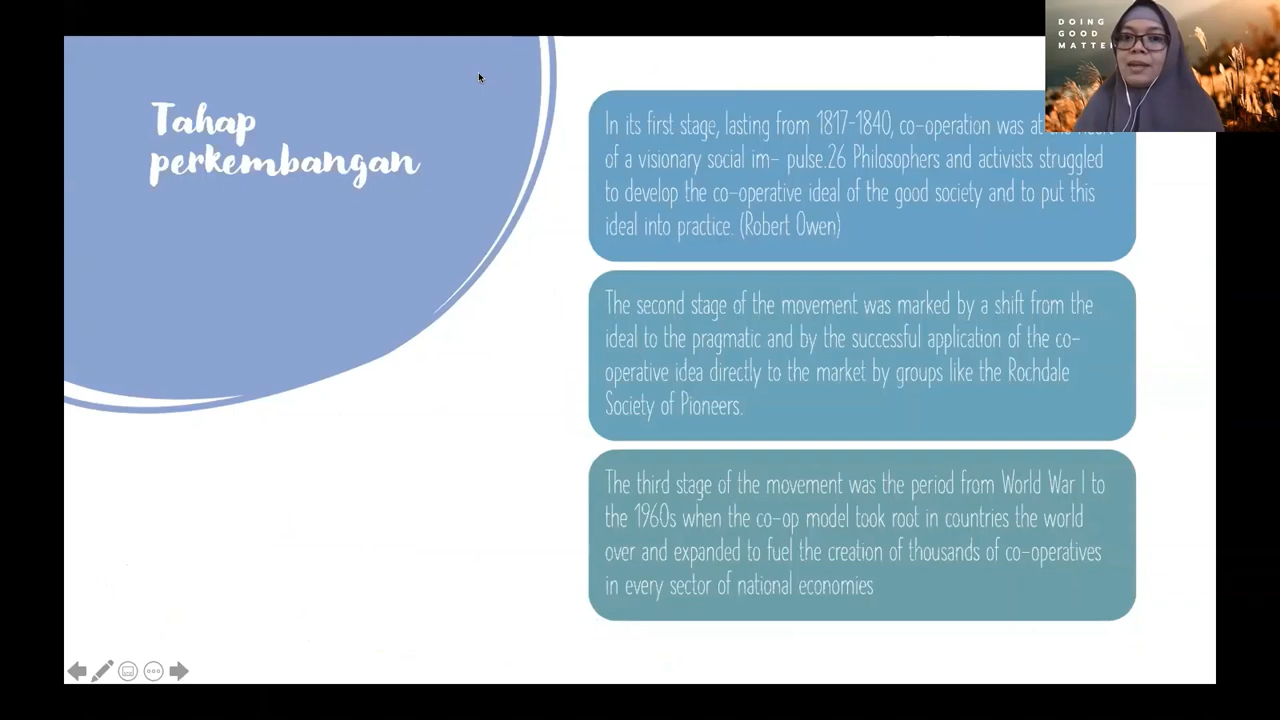 DOING
GOOD
MATTE
Tahap
perkembangan
In its first stage, lasting from 1817-1840, co-operation was at
of a visionary social im- pulse.26 Philosophers and activists struggled
to develop the co-operative ideal of the good society and to put this
ideal into practice. (Robert Owen)
The second stage of the movement was marked by a shift from the
ideal to the pragmatic and by the successful application of the co-
operative idea directly to the market by groups like the Rochdale
Society of Pioneers.
The third stage of the movement was the period from World War I to
the 1960s when the co-op model took root in countries the world
over and expanded to fuel the creation of thousands of co-operatives
in every sector of national economies